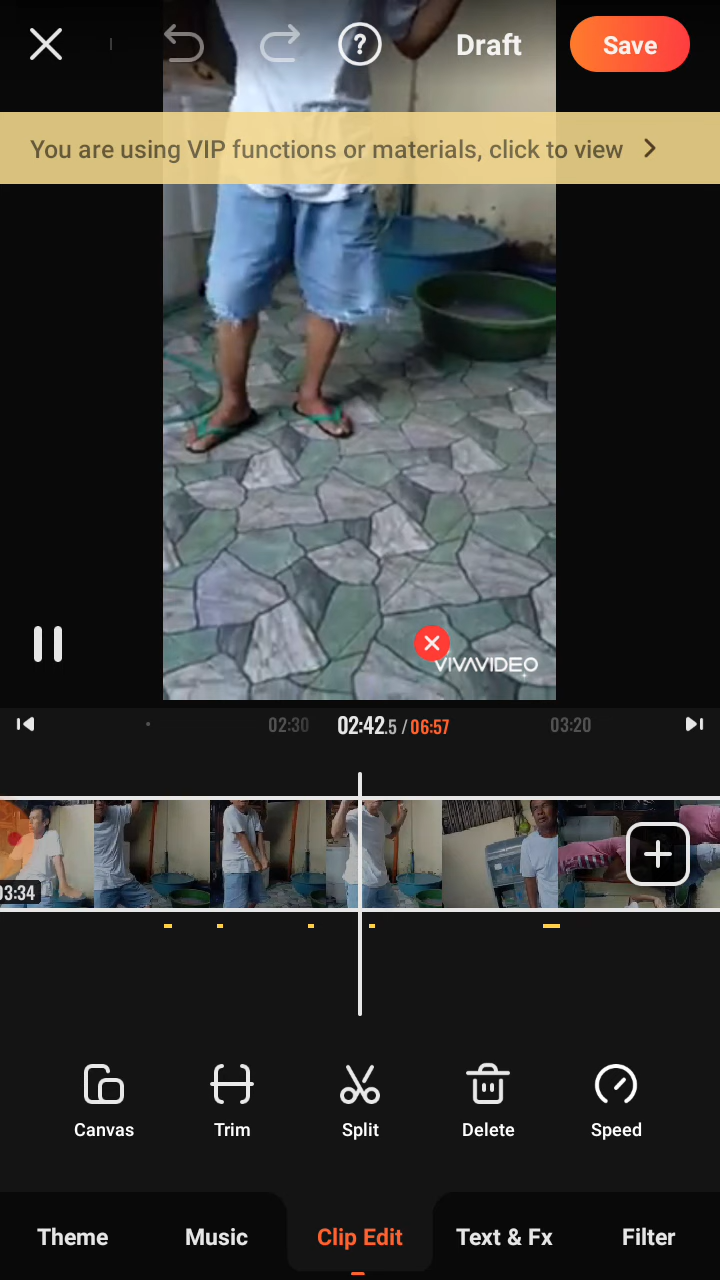 Draft
Save
You are using VIP functions or materials, click to view
VIVAVIDEO
02:30
02:42.5 / 06:57
03:20
03:34
Canvas
Trim
Split
Delete
Speed
Theme
Music
Clip Edit
Text & Fx
Filter